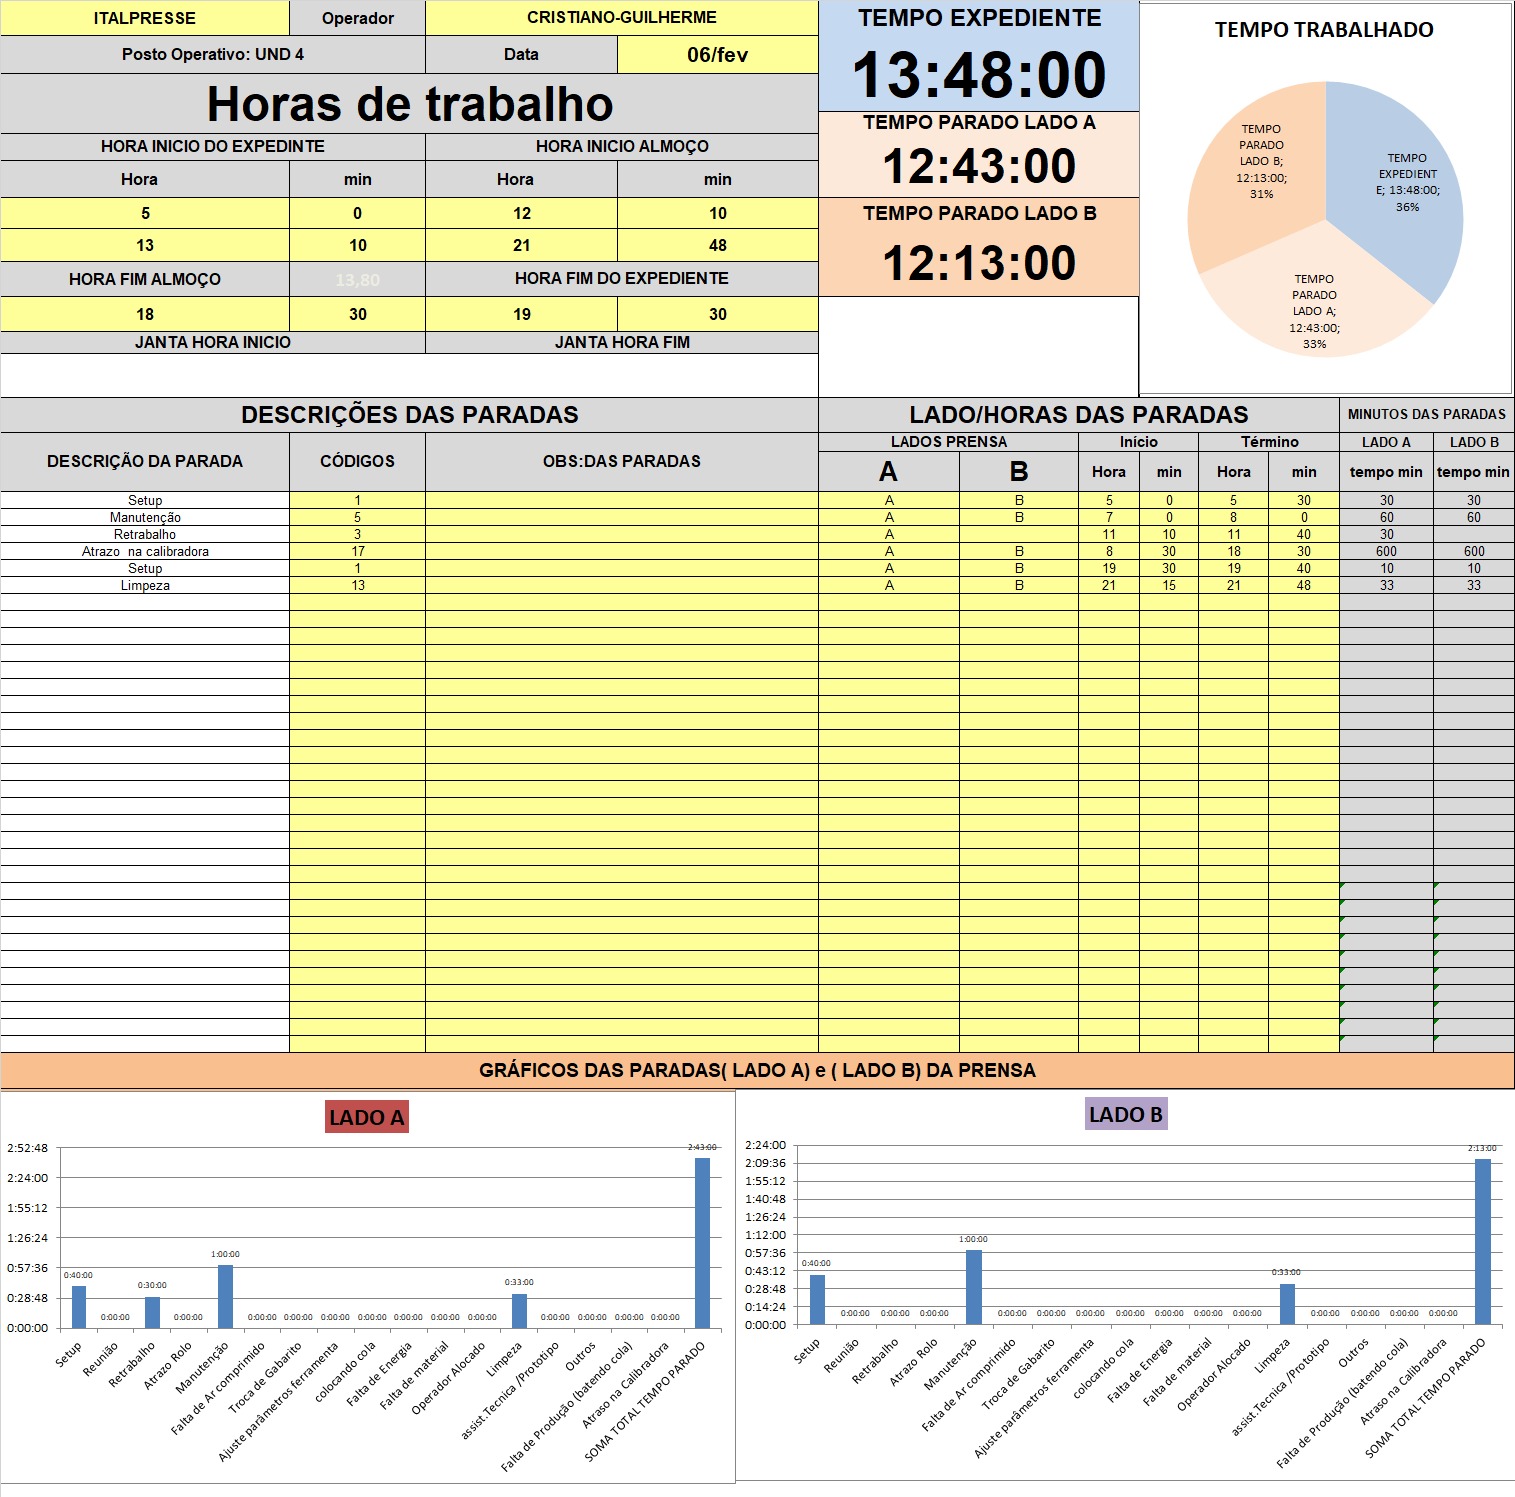 ITALPRESSE Operador CRISTIANO-GUILHERME
Posto Operativo: UND 4 Data 06/fev
Horas de trabalho
HORA INICIO DO EXPEDINTE HORA INICIO ALMOÇO
Hora min Hora min
5 0 12 10
13 10 21 48
HORA FIM ALMOÇO 13,80 HORA FIM DO EXPEDIENTE
18 30 19 30
JANTA HORA INICIO JANTA HORA FIM
TEMPO EXPEDIENTE
13:48:00
TEMPO PARADO LADO A
12:43:00
TEMPO PARADO LADO B
12:13:00
TEMPO TRABALHADO
TEMPO
PARADO
LADO B;
12:13:00;
31%
TEMPO
EXPEDIENT
E; 13:48:00;
36%
TEMPO
PARADO
LADO A;
12:43:00;
33%
DESCRIÇÕES DAS PARADAS LADO/HORAS DAS PARADAS MINUTOS DAS PARADAS
DESCRIÇÃO DA PARADA CÓDIGOS OBS:DAS PARADAS
LADOS PRENSA Início Término LADO A LADO B
A B Hora min Hora min tempo min tempo min
Setup 1 A B 5 0 5 30 30 30
Manutenção 5 A B 7 0 8 0 60 60
Retrabalho 3 A 11 10 11 40 30
Atrazo na calibradora 17 A B 8 30 18 30 600 600
Setup 1 A B 19 30 19 40 10 10
Limpeza 13 A B 21 15 21 48 33 33
GRÁFICOS DAS PARADAS( LADO A) e ( LADO B) DA PRENSA
LADO A
2:52:48
2:24:00
1:55:12
1:26:24
0:57:36
0:28:48
0:00:00
0:40:00
0:00:00
0:30:00
0:00:00
1:00:00
0:00:00
0:00:00
0:00:00
0:00:00
0:00:00
0:00:00
0:00:00
0:33:00
0:00:00
0:00:00
0:00:00
0:00:00
2:43:00
Setup
Reunião
Retrabalho
Atrazo Rolo
Manutenção
Falta de Ar comprimido
Troca de Gabarito
Ajuste parâmetros ferramenta
colocando cola
Falta de Energia
Falta de material
Operador Alocado
Limpeza
assist.Tecnica /Prototipo
Outros
Falta de Produção (batendo cola)
Atraso na Calibradora
SOMA TOTAL TEMPO PARADO
LADO B
2:24:00
2:09:36
1:55:12
1:40:48
1:26:24
1:12:00
0:57:36
0:43:12
0:28:48
0:14:24
0:00:00
0:40:00
0:00:00
0:00:00
0:00:00
1:00:00
0:00:00
0:00:00
0:00:00
0:00:00
0:00:00
0:00:00
0:00:00
0:33:00
0:00:00
0:00:00
0:00:00
0:00:00
2:13:00
Setup
Reunião
Retrabalho
Atrazo Rolo
Manutenção
Falta de Ar comprimido
Troca de Gabarito
Ajuste parâmetros ferramenta
colocando cola
Falta de Energia
Falta de material
Operador Alocado
Limpeza
assist.Tecnica /Prototipo
Outros
Falta de Produção (batendo cola)
Atraso na Calibradora
SOMA TOTAL TEMPO PARADO